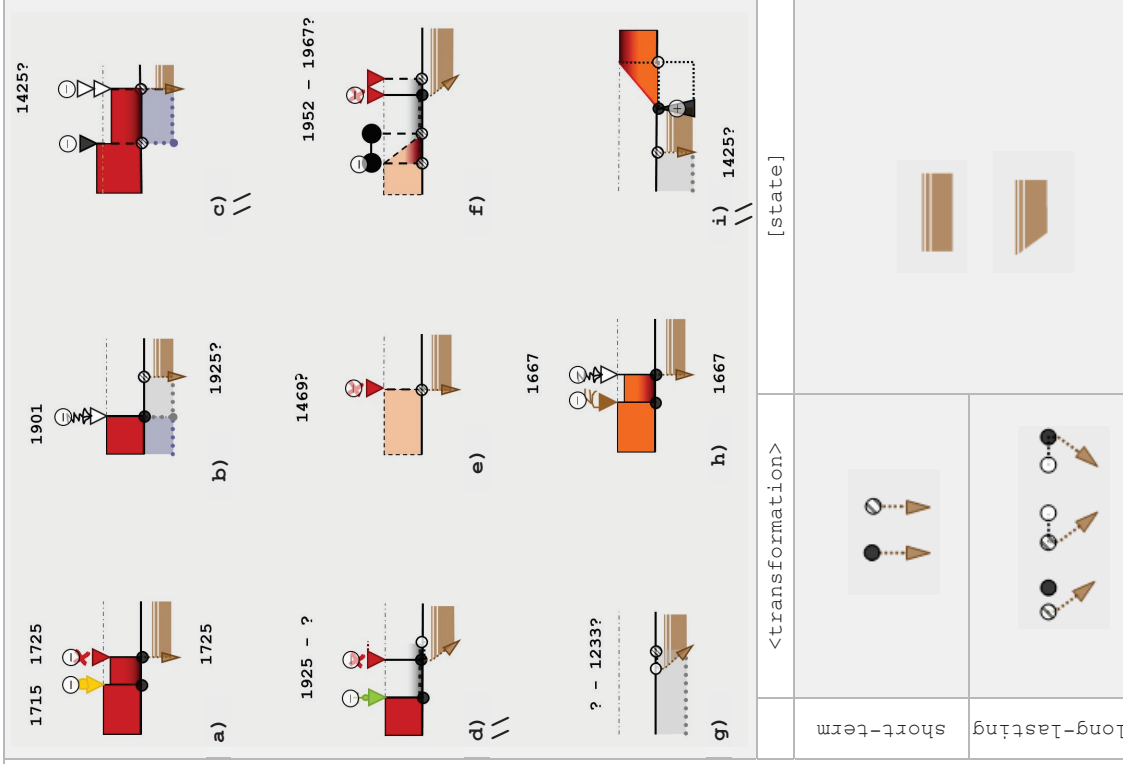 1715 1725
1725
a)
1901
1925?
b)
1425?
c)
1925 – ?
d)
1469?
e)
1952 – 1967?
f)
? – 1233?
g)
1667
1667
h)
1425?
i)
<transformation>
[state]
short-term
long-lasting